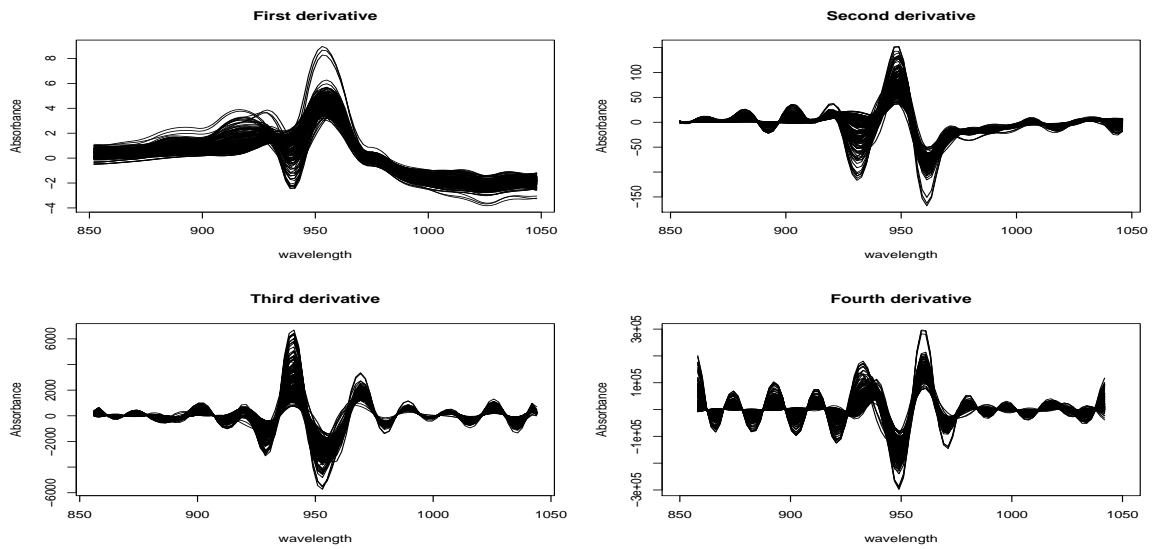 First derivative
Absorbance
8
6
4
2
0
−2
−4
850 900 950 1000 1050
wavelength
Second derivative
Absorbance
100
50
0
−50
−150
850 900 950 1000 1050
wavelength
Third derivative
Absorbance
6000
2000
0
−2000
−6000
850 900 950 1000 1050
wavelength
Fourth derivative
Absorbance
3e+05
1e+05
−1e+05
−3e+05
850 900 950 1000 1050
wavelength